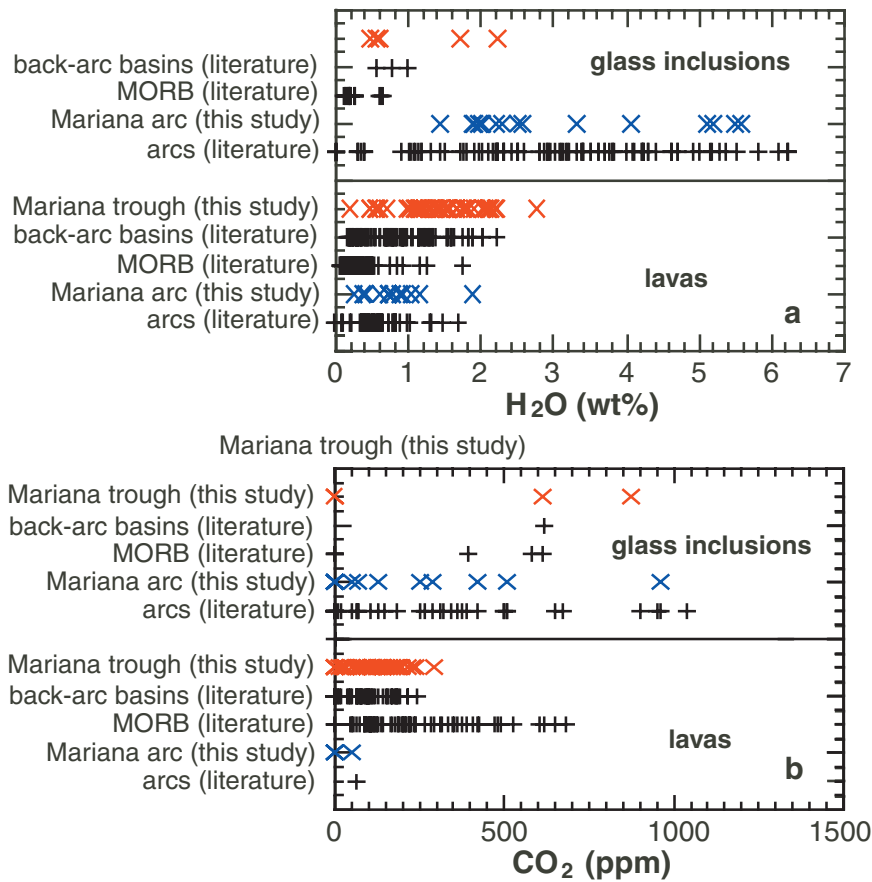 glass inclusions
back-arc basins (literature)
MORB (literature)
Mariana arc (this study)
arcs (literature)
Mariana trough (this study)
back-arc basins (literature)
MORB (literature)
lavas
Mariana arc (this study)
a
arcs (literature)
0 1 2 3 4 5 6 7
H2O (wt%)
Mariana trough (this study)
Mariana trough (this study)
back-arc basins (literature)
glass inclusions
MORB (literature)
Mariana arc (this study)
arcs (literature)
Mariana trough (this study)
back-arc basins (literature)
MORB (literature)
lavas
Mariana arc (this study)
b
arcs (literature)
0 500 1000 1500
CO2 (ppm)